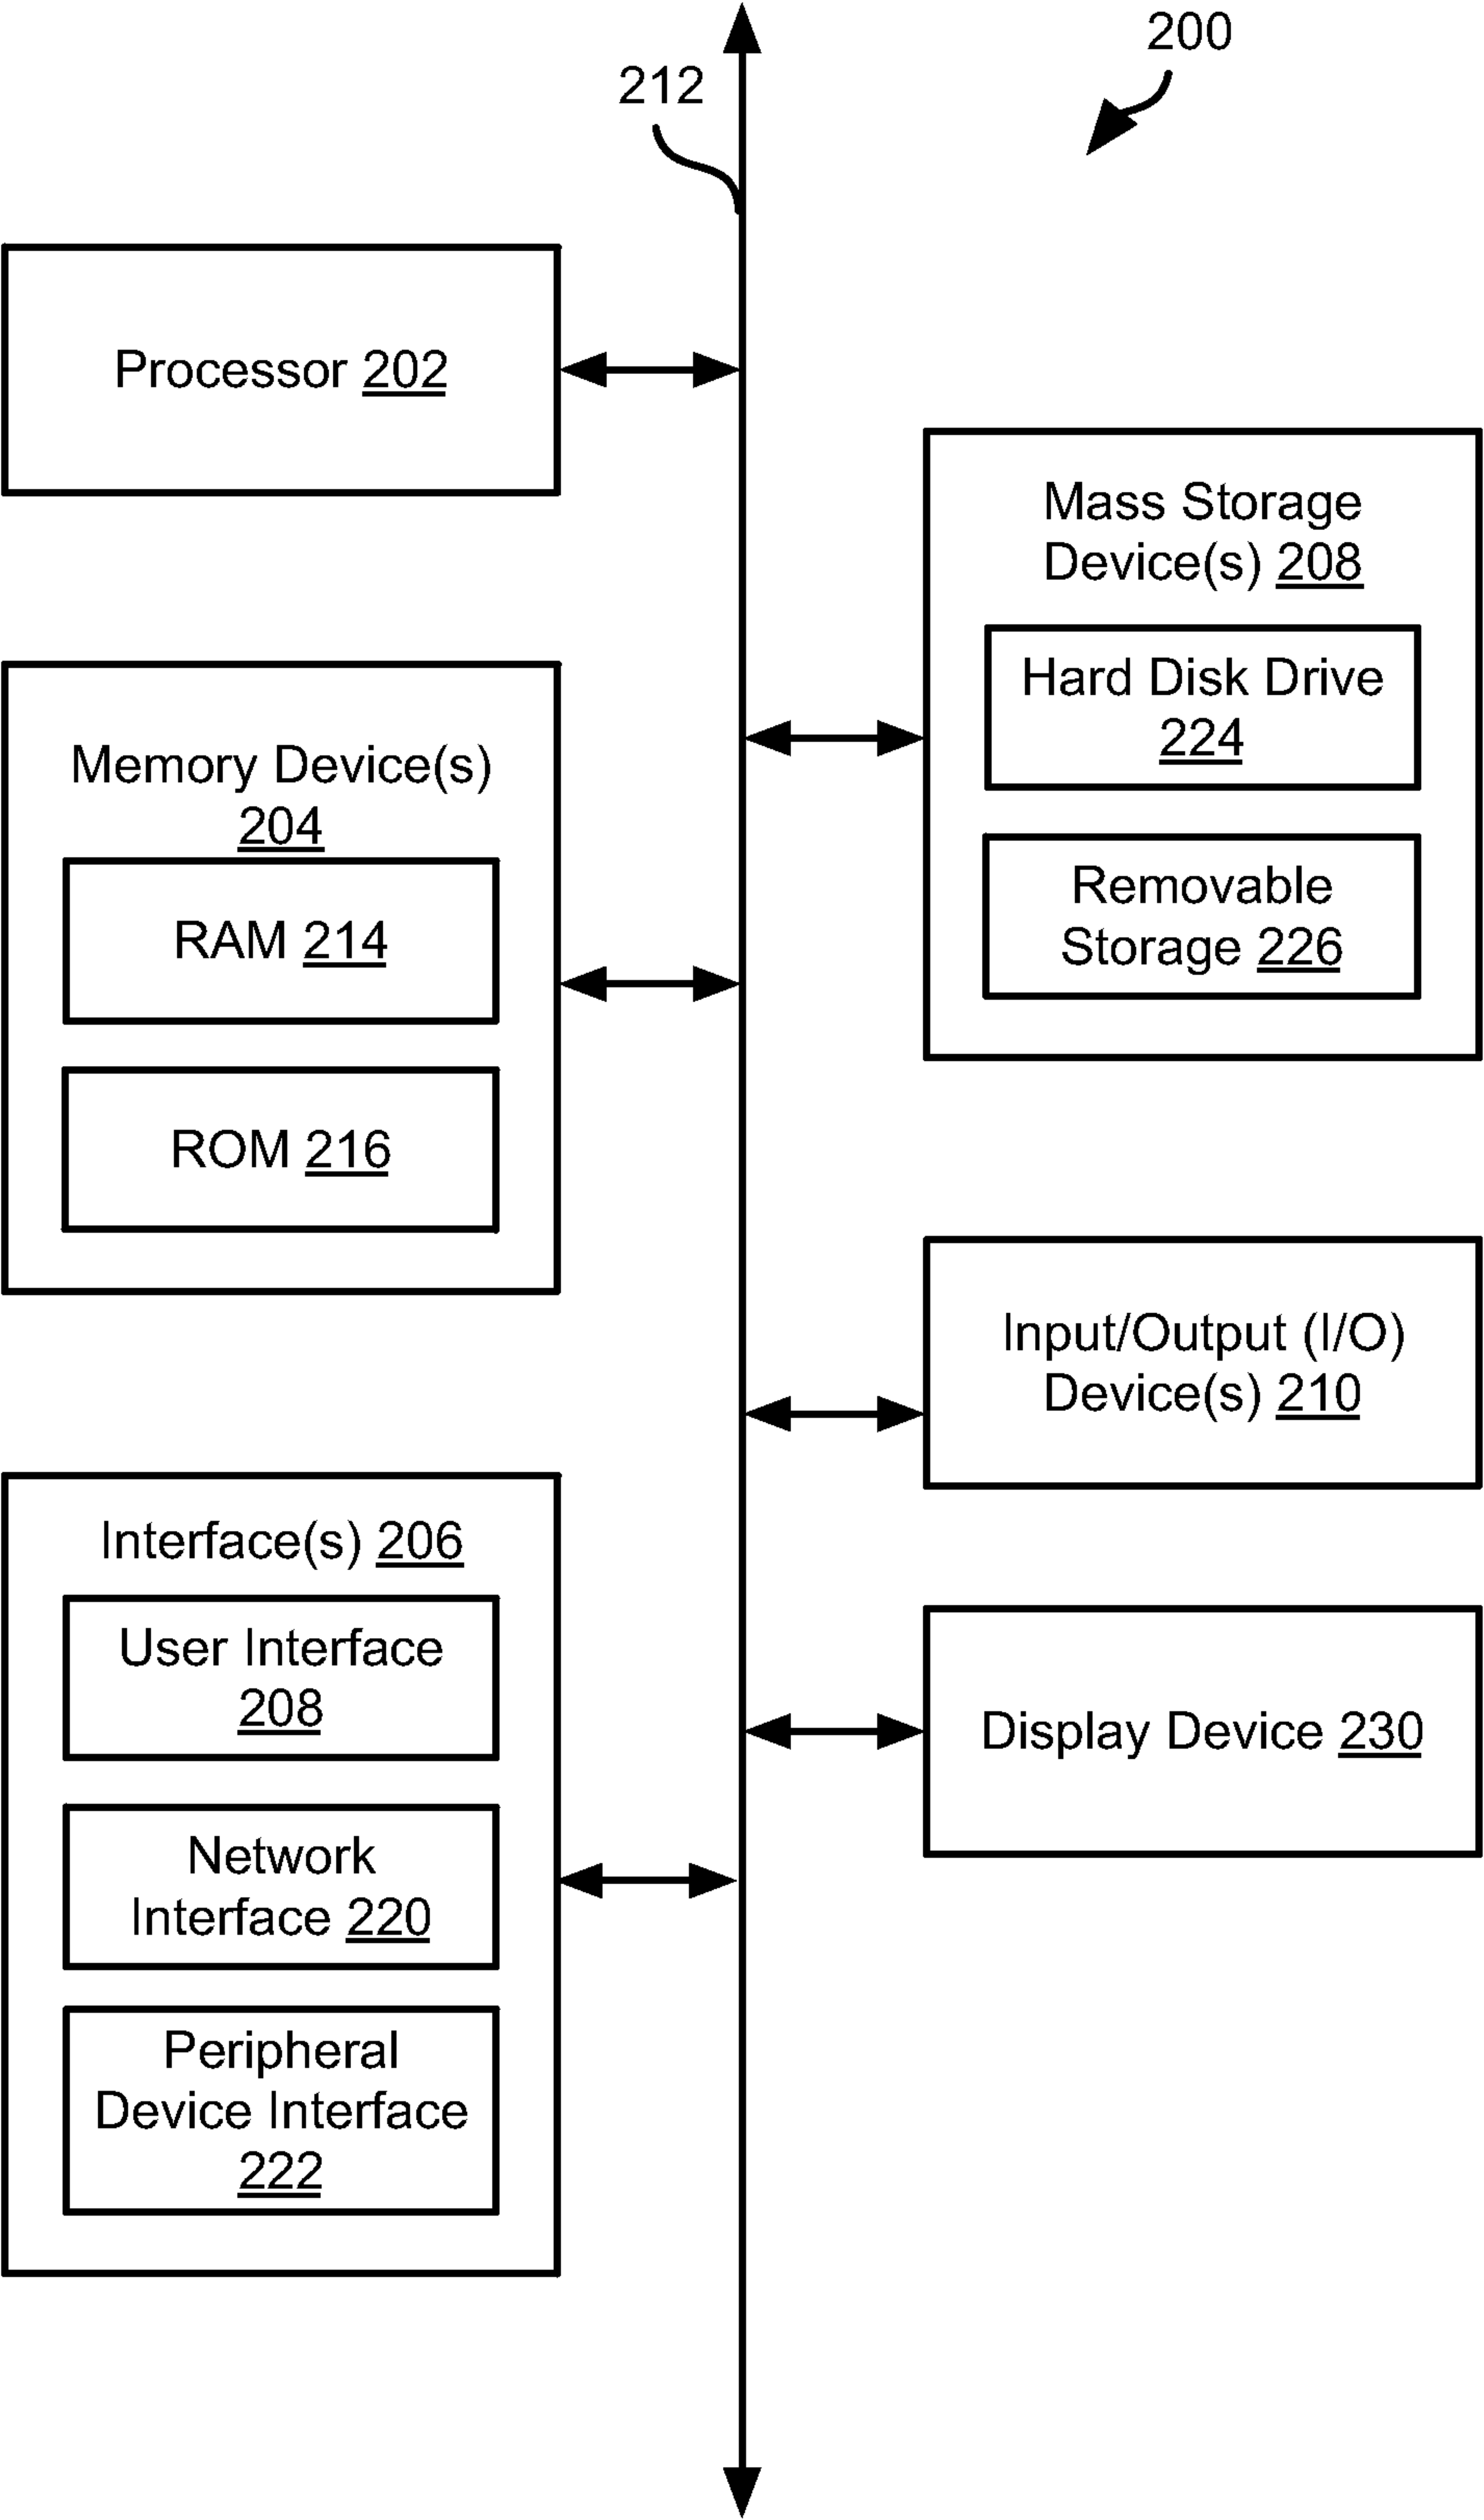 200
212
Processor 202
Mass Storage
Device(s) 208
Hard Disk Drive
224
Removable
Storage 226
Memory Device(s)
204
RAM 214
ROM 216
Input/Output (I/O)
Device(s) 210
Interface(s) 206
User Interface
208
Network
Interface 220
Peripheral
Device Interface
222
Display Device 230